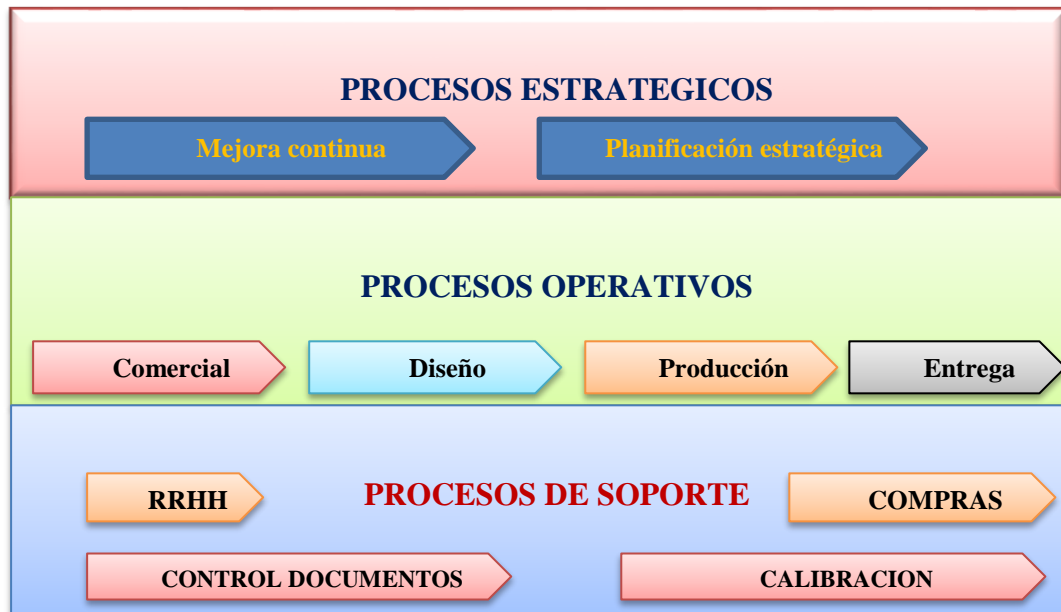 PROCESOS ESTRATEGICOS
Mejora continua
Planificación estratégica
PROCESOS OPERATIVOS
Comercial
Diseño
Producción
Entrega
RRHH
PROCESOS DE SOPORTE
COMPRAS
CONTROL DOCUMENTOS
CALIBRACION